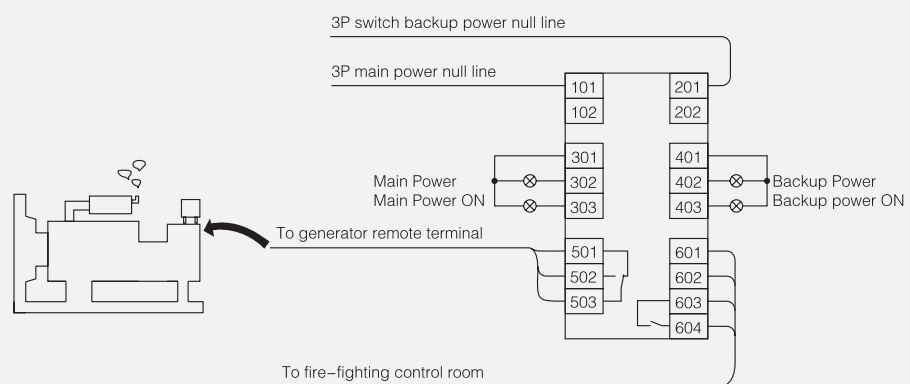 3P switch backup power null line
3P main power null line
101
201
102
202
301
401
Main Power
302
402
Backup Power
Main Power ON
303
403
Backup power ON
To generator remote terminal
501
601
502
602
503
603
604
To fire-fighting control room